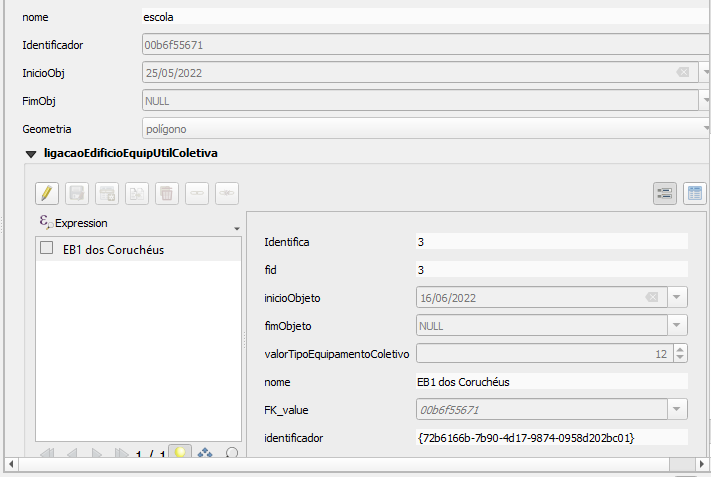 nome escola
Identificador 00b6f55671
InicioObj 25/05/2022
FimObj NULL
Geometria polígono
ligacaoEdificioEquipUtilColetiva
Expression
EB1 dos Coruchéus
1 / 1
Identifica 3
fid 3
inicioObjeto 16/06/2022
fimObjeto NULL
valorTipoEquipamentoColetivo 12
nome EB1 dos Coruchéus
FK_value 00b6f55671
identificador {72b6166b-7b90-4d17-9874-0958d202bc01}